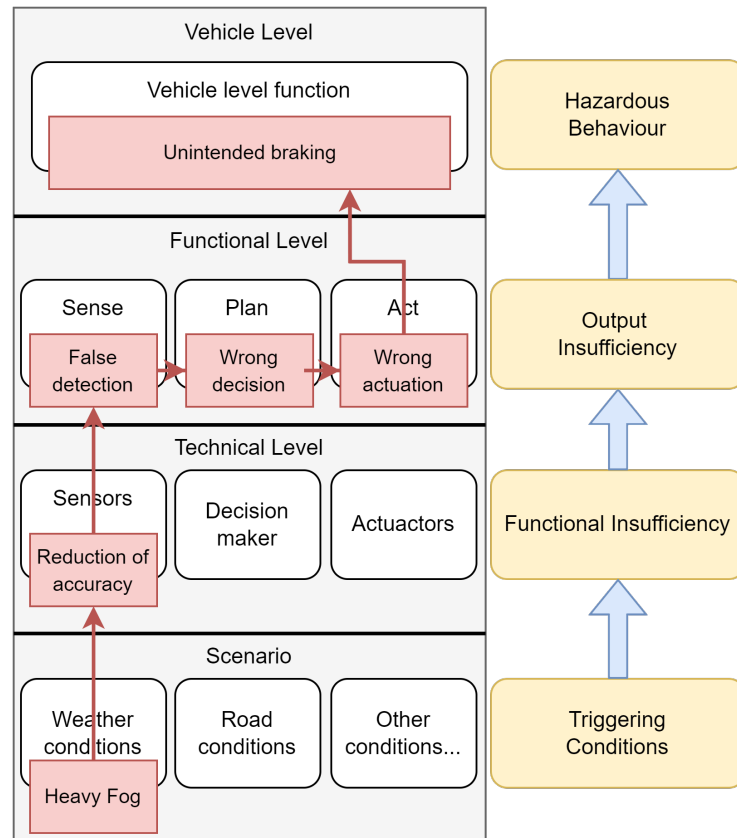 Vehicle Level
Vehicle level function
Unintended braking
Hazardous
Behaviour
Functional Level
Sense
Plan
Act
False
detection
Wrong
decision
Wrong
actuation
Output
Insufficiency
Technical Level
Sensors
Reduction of
accuracy
Decision
maker
Actuactors
Functional Insufficiency
Scenario
Weather
conditions
Heavy Fog
Road
conditions
Other
conditions...
Triggering
Conditions